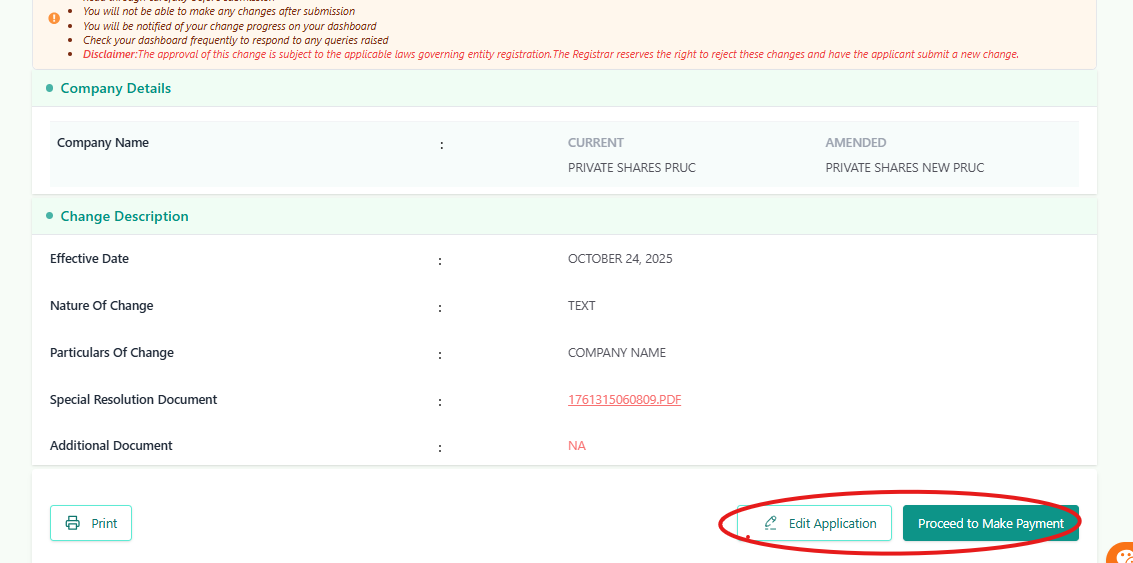 You will not be able to make any changes after submission
You will be notified of your change progress on your dashboard
Check your dashboard frequently to respond to any queries raised
Disclaimer:The approval of this change is subject to the applicable laws governing entity registration.The Registrar reserves the right to reject these changes and have the applicant submit a new change.
Company Details
Company Name : CURRENT AMENDED
PRIVATE SHARES PRUC PRIVATE SHARES NEW PRUC
Change Description
Effective Date : OCTOBER 24, 2025
Nature Of Change : TEXT
Particulars Of Change : COMPANY NAME
Special Resolution Document : 1761315060809.PDF
Additional Document : NA
Print Edit Application Proceed to Make Payment